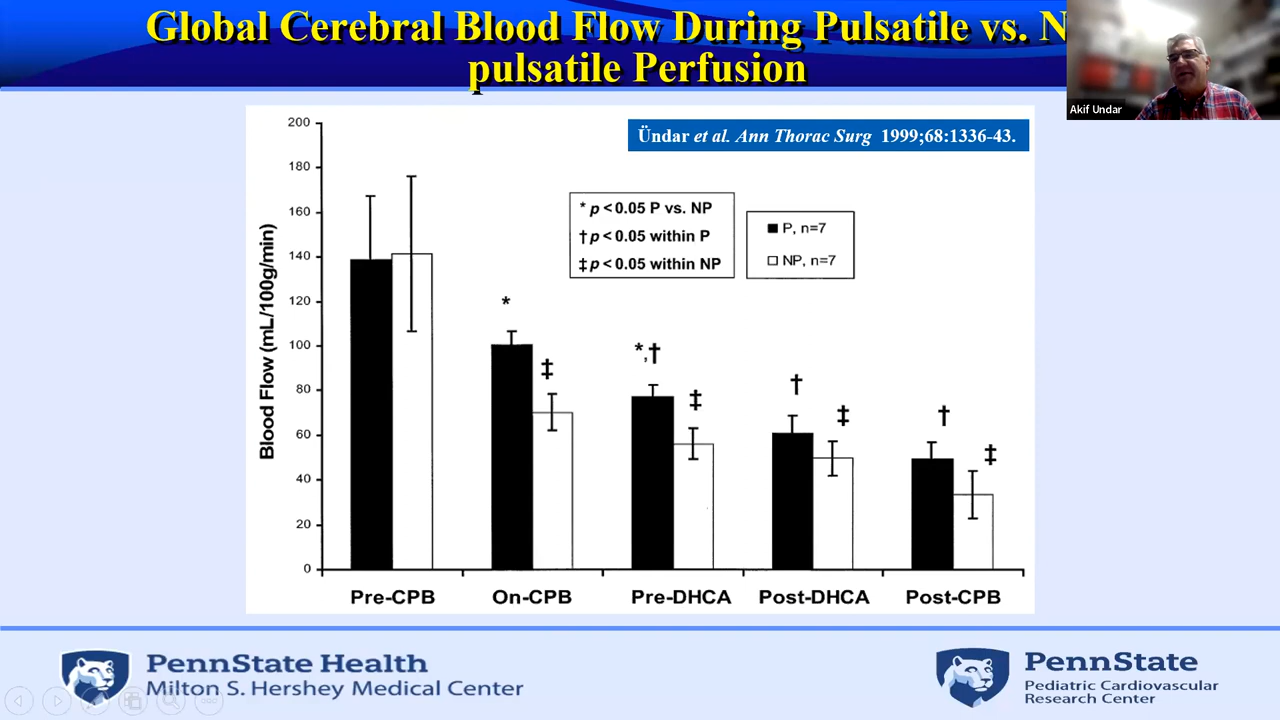 Global Cerebral Blood Flow During Pulsatile vs. N
pulsatile Perfusion
Akif Undar
Ündar et al. Ann Thorac Surg 1999;68:1336-43.
* p < 0.05 P vs. NP
† p < 0.05 within P
‡ p < 0.05 within NP
P, n=7
NP, n=7
Blood Flow (mL/100g/min)
200
180
160
140
120
100
80
60
40
20
0
*
‡
*,†
‡
†
‡
†
‡
Pre-CPB On-CPB Pre-DHCA Post-DHCA Post-CPB
PennState Health
Milton S. Hershey Medical Center
PennState
Pediatric Cardiovascular
Research Center